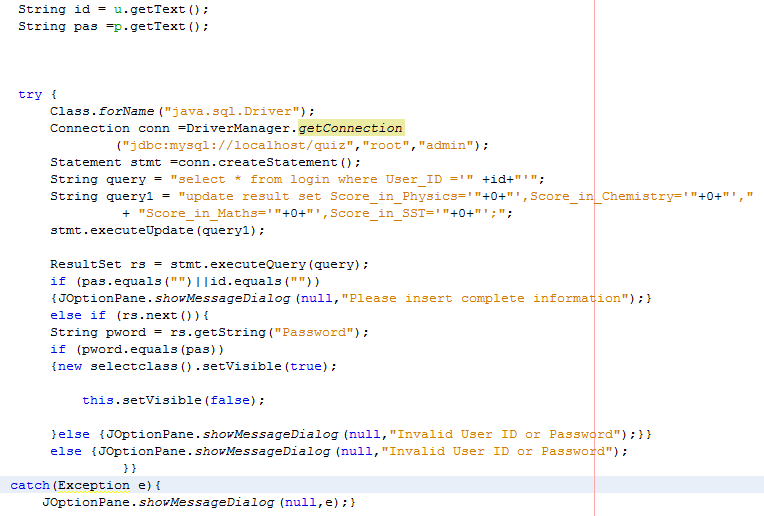 String id = u.getText();
String pas =p.getText();
try {
Class.forName("java.sql.Driver");
Connection conn =DriverManager.getConnection
("jdbc:mysql://localhost/quiz","root","admin");
Statement stmt =conn.createStatement();
String query = "select * from login where User_ID ='" +id+"'";
String query1 = "update result set Score_in_Physics='"+0+"',Score_in_Chemistry='"+0+"',"
+ "Score_in_Maths='"+0+"',Score_in_SST='"+0+"';";
stmt.executeUpdate(query1);
ResultSet rs = stmt.executeQuery(query);
if (pas.equals("")||id.equals(""))
{JOptionPane.showMessageDialog(null,"Please insert complete information");}
else if (rs.next()){
String pword = rs.getString("Password");
if (pword.equals(pas))
{new selectclass().setVisible(true);
this.setVisible(false);
}else {JOptionPane.showMessageDialog(null,"Invalid User ID or Password");}}
else {JOptionPane.showMessageDialog(null,"Invalid User ID or Password");
}}
catch(Exception e){
JOptionPane.showMessageDialog(null,e);}